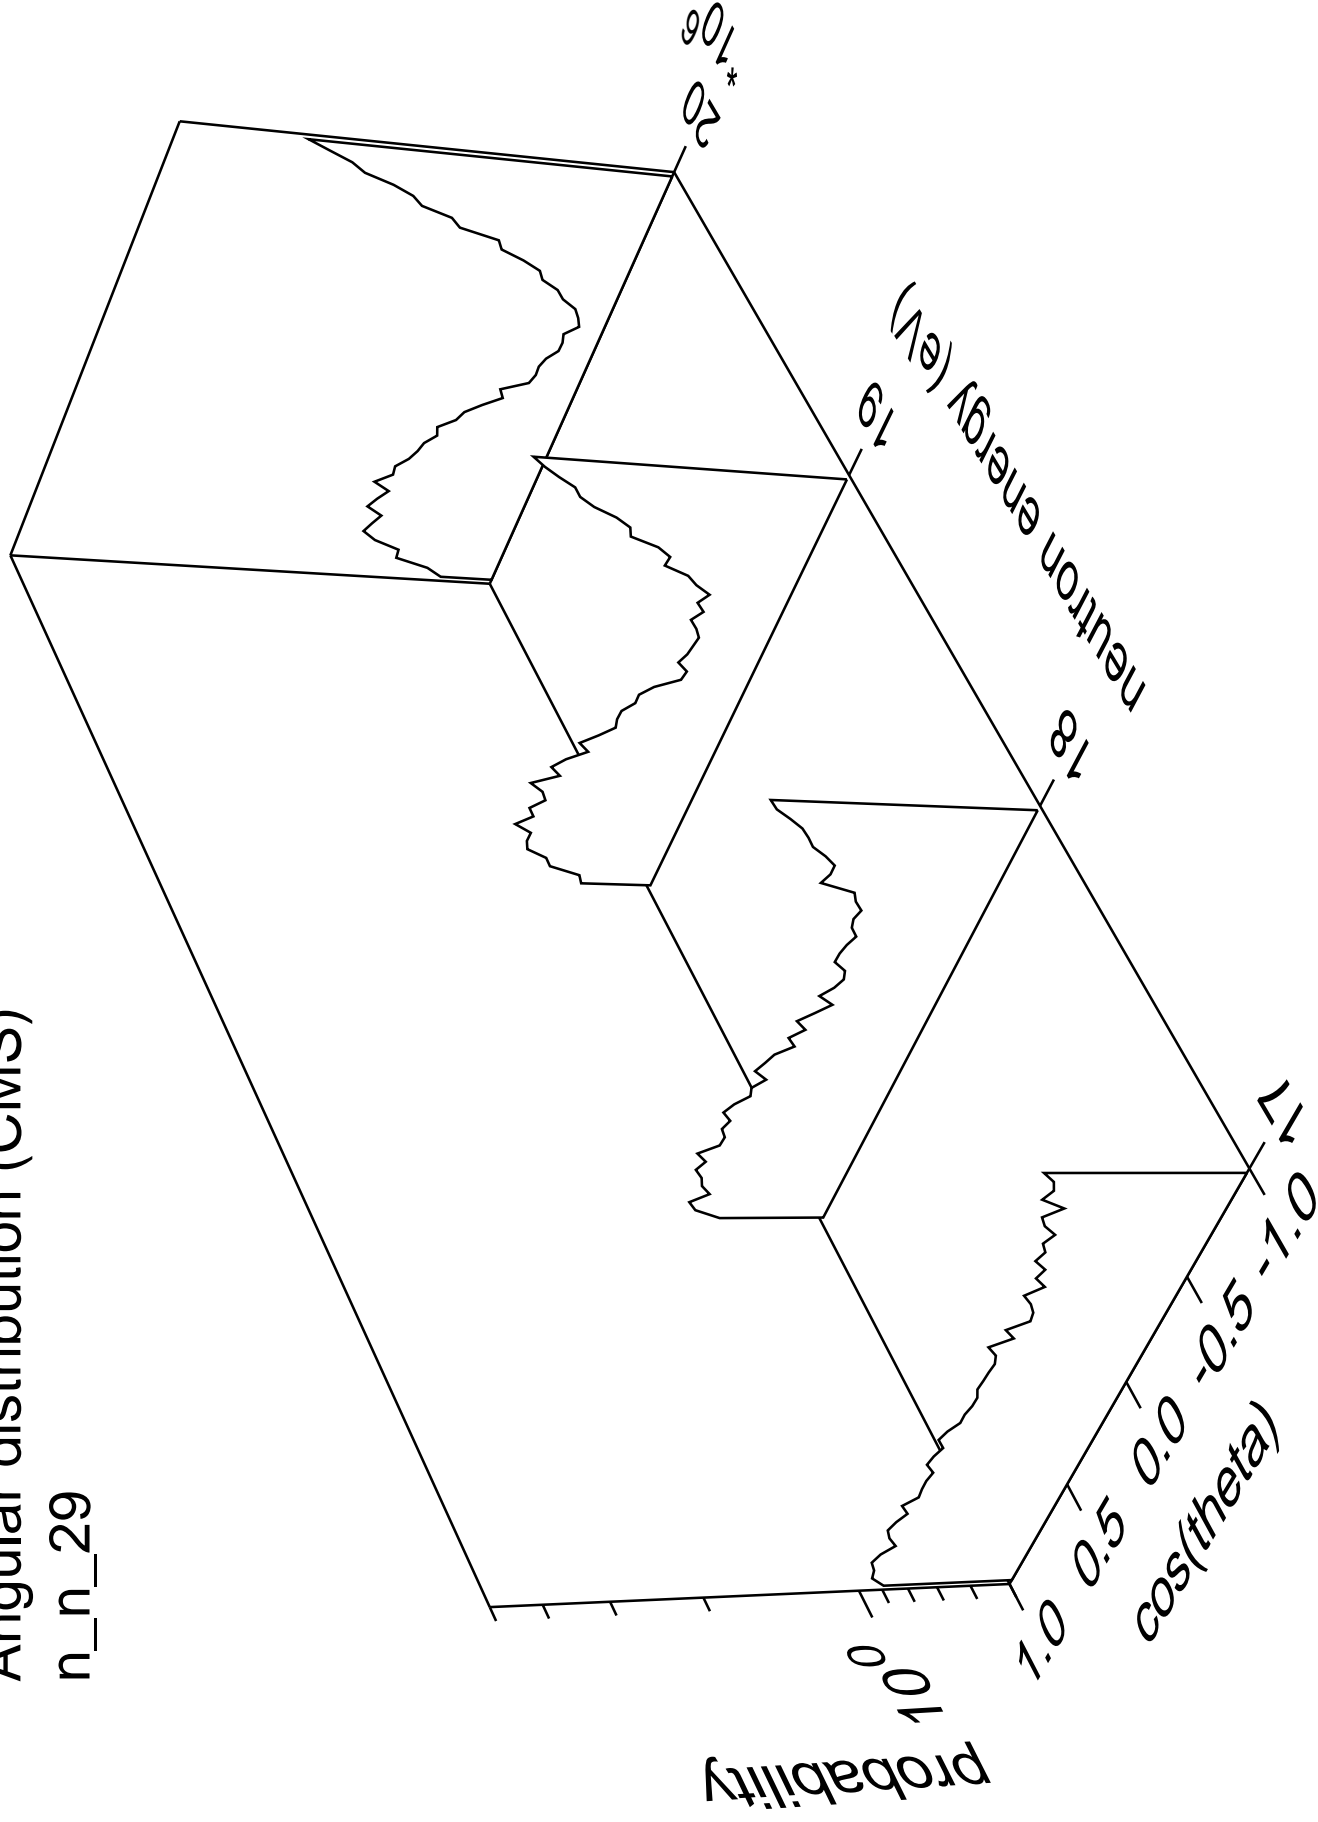 Angular distribution (CMS)
n_n_29
probability
10^0
1.0
0.5
0.0
-0.5
-1.0
cos(theta)
17
18
19
20
*10^6
neutron energy (eV)